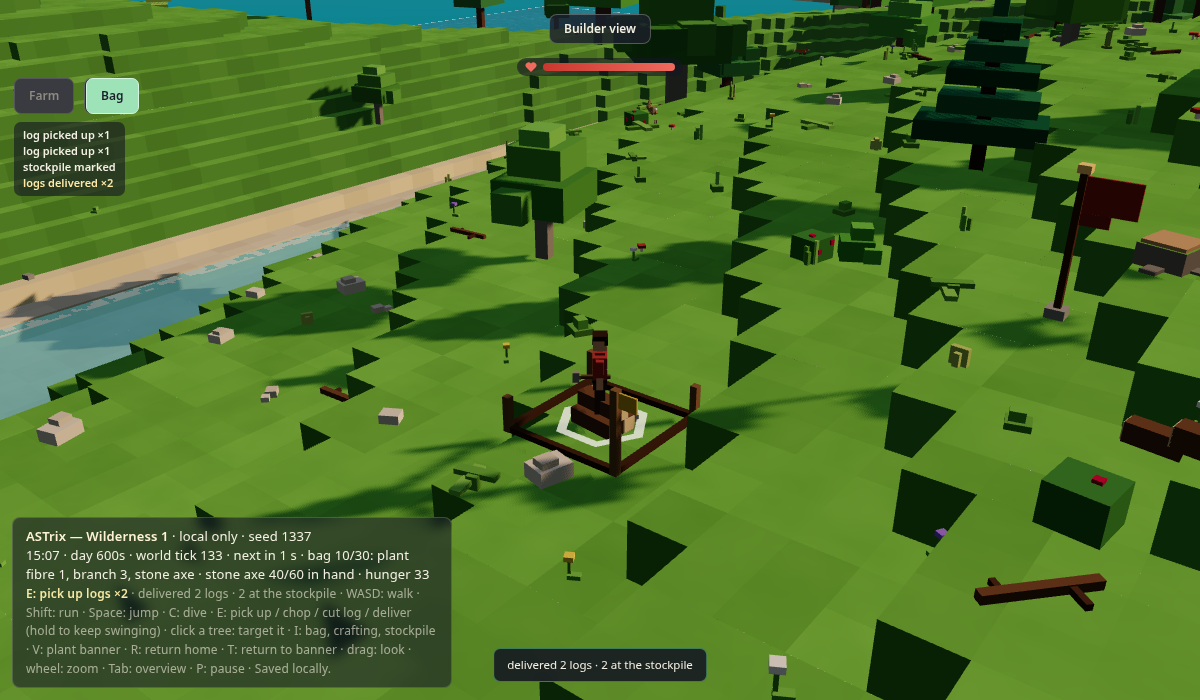 Builder view
Farm
Bag
log picked up ×1
log picked up ×1
stockpile marked
logs delivered ×2
ASTrix — Wilderness 1 · local only · seed 1337
15:07 · day 600s · world tick 133 · next in 1 s · bag 10/30: plant
fibre 1, branch 3, stone axe · stone axe 40/60 in hand · hunger 33
E: pick up logs ×2 · delivered 2 logs · 2 at the stockpile · WASD: walk ·
Shift: run · Space: jump · C: dive · E: pick up / chop / cut log / deliver
(hold to keep swinging) · click a tree: target it · I: bag, crafting, stockpile
· V: plant banner · R: return home · T: return to banner · drag: look ·
wheel: zoom · Tab: overview · P: pause · Saved locally.
delivered 2 logs · 2 at the stockpile